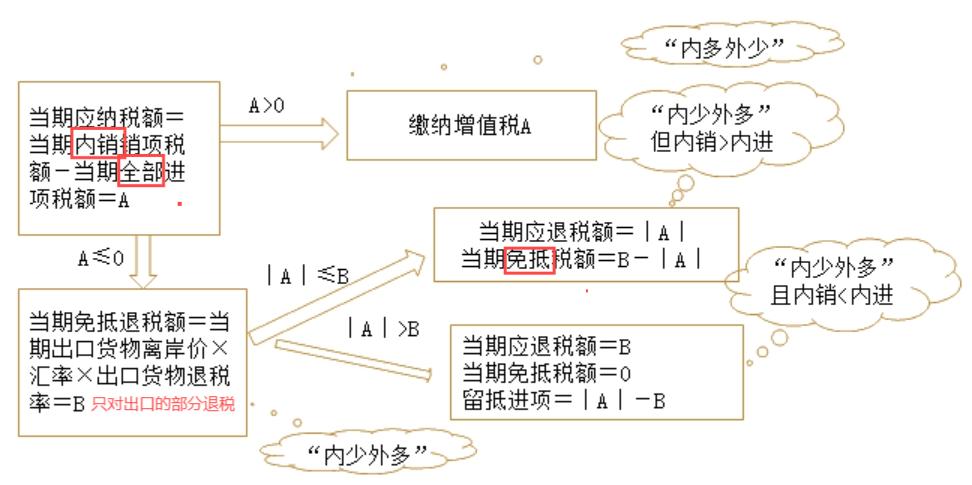 “内多外少”
当期应纳税额＝
当期内销销项税
额－当期全部进
项税额＝A
A>0
缴纳增值税A
“内少外多”
但内销>内进
A≤0
｜A｜≤B
当期应退税额＝｜A｜
当期免抵税额＝B－｜A｜
“内少外多”
且内销<内进
当期免抵退税额＝当
期出口货物离岸价×
汇率×出口货物退税
率＝B 只对出口的部分退税
｜A｜>B
当期应退税额＝B
当期免抵税额＝0
留抵进项＝｜A｜－B
“内少外多”